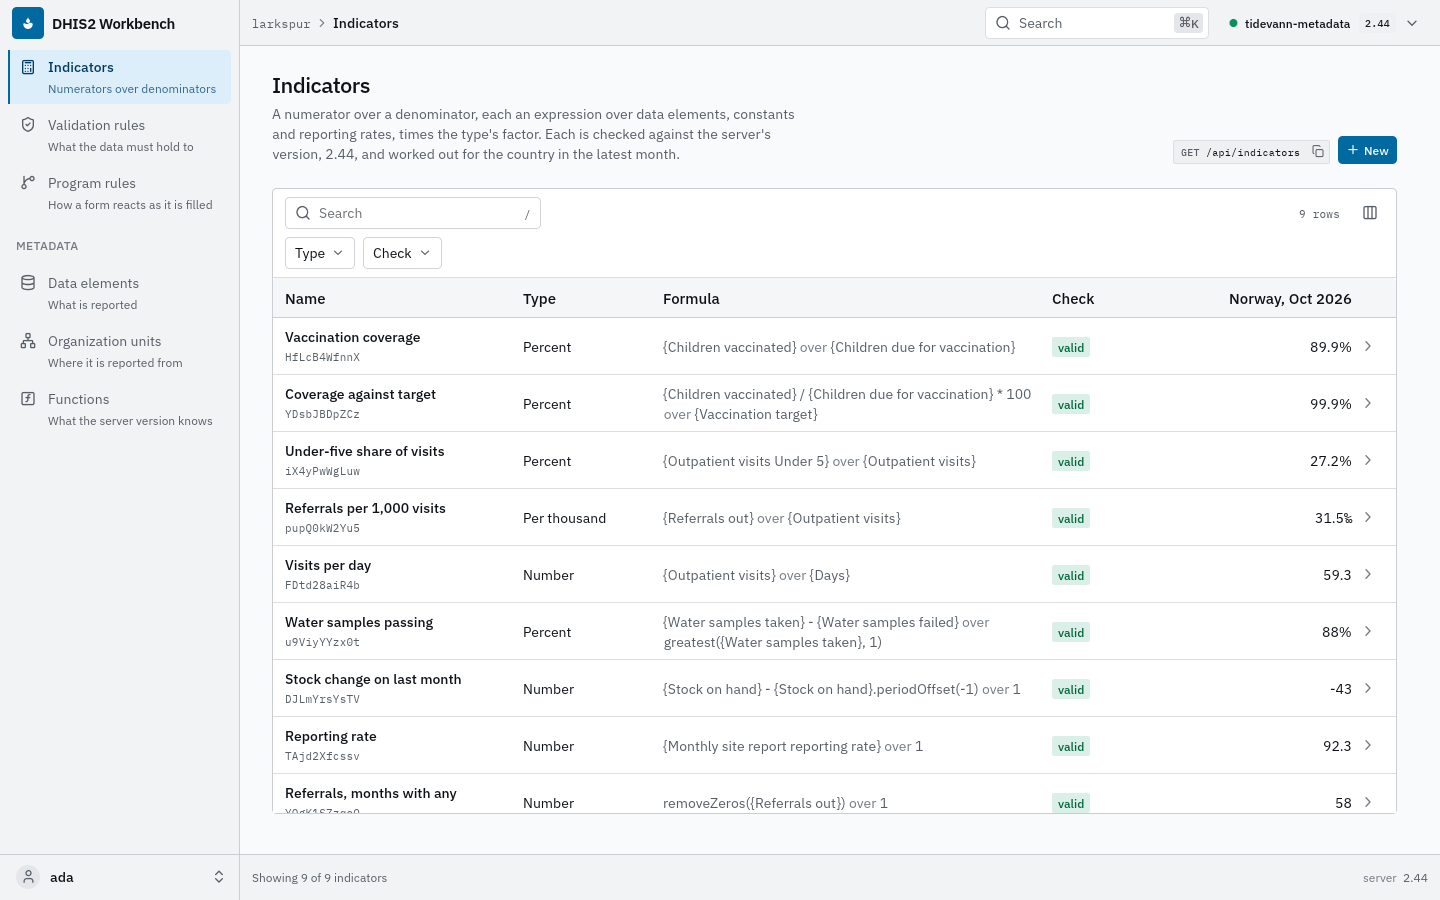 DHIS2 Workbench
larkspur > Indicators
Search ⌘K
tidevann-metadata 2.44
Indicators
Numerators over denominators
Validation rules
What the data must hold to
Program rules
How a form reacts as it is filled
METADATA
Data elements
What is reported
Organization units
Where it is reported from
Functions
What the server version knows
Indicators
A numerator over a denominator, each an expression over data elements, constants
and reporting rates, times the type's factor. Each is checked against the server's
version, 2.44, and worked out for the country in the latest month.
GET /api/indicators
+ New
Search /
9 rows
Type
Check
Name Type Formula Check Norway, Oct 2026
Vaccination coverage
HfLcB4WfnnX
Percent
{Children vaccinated} over {Children due for vaccination}
valid
89.9%
Coverage against target
YDsbJBDpZCz
Percent
{Children vaccinated} / {Children due for vaccination} * 100
over {Vaccination target}
valid
99.9%
Under-five share of visits
iX4yPwWgLuw
Percent
{Outpatient visits Under 5} over {Outpatient visits}
valid
27.2%
Referrals per 1,000 visits
pupQ0kW2Yu5
Per thousand
{Referrals out} over {Outpatient visits}
valid
31.5‰
Visits per day
FDtd28aiR4b
Number
{Outpatient visits} over {Days}
valid
59.3
Water samples passing
u9ViyYYzx0t
Percent
{Water samples taken} - {Water samples failed} over
greatest({Water samples taken}, 1)
valid
88%
Stock change on last month
DJLmYrsYsTV
Number
{Stock on hand} - {Stock on hand}.periodOffset(-1) over 1
valid
-43
Reporting rate
TAjd2Xfcssv
Number
{Monthly site report reporting rate} over 1
valid
92.3
Referrals, months with any
Number
removeZeros({Referrals out}) over 1
valid
58
ada
Showing 9 of 9 indicators
server 2.44